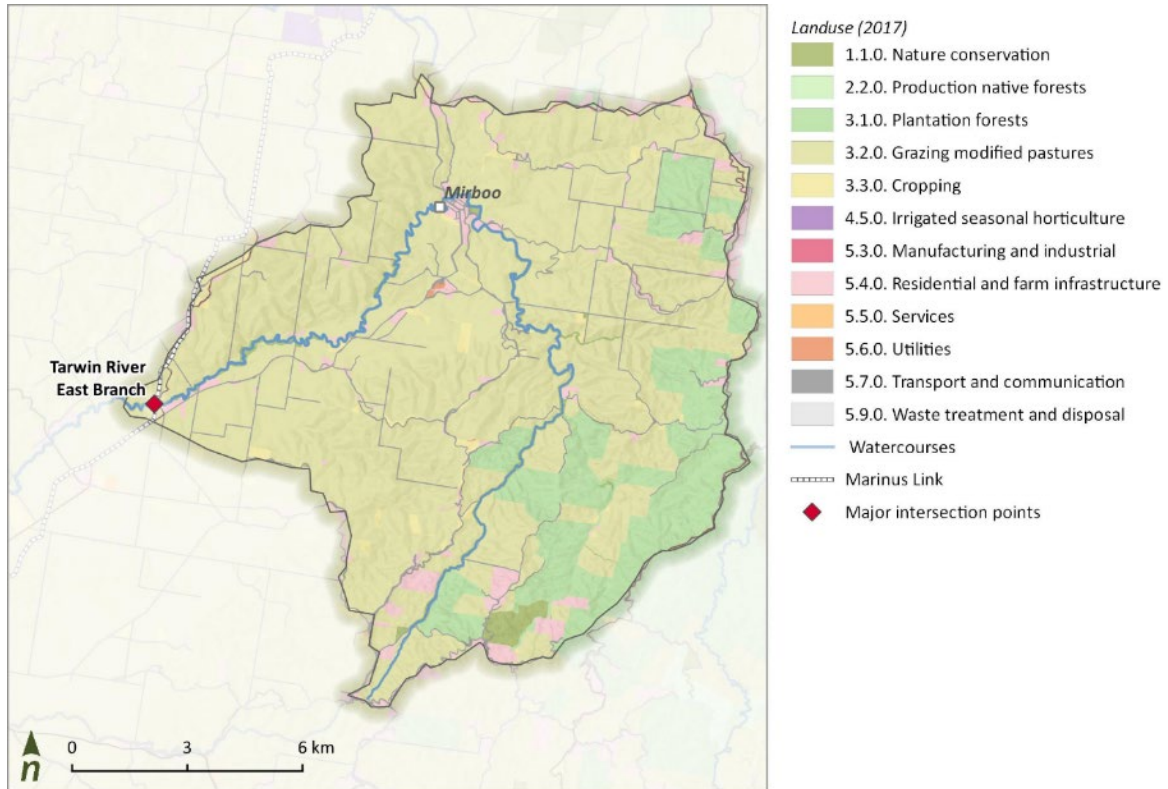 Mirboo
Tarwin River
East Branch
0 3 6 km
n
Landuse (2017)
1.1.0. Nature conservation
2.2.0. Production native forests
3.1.0. Plantation forests
3.2.0. Grazing modified pastures
3.3.0. Cropping
4.5.0. Irrigated seasonal horticulture
5.3.0. Manufacturing and industrial
5.4.0. Residential and farm infrastructure
5.5.0. Services
5.6.0. Utilities
5.7.0. Transport and communication
5.9.0. Waste treatment and disposal
Watercourses
Marinus Link
Major intersection points